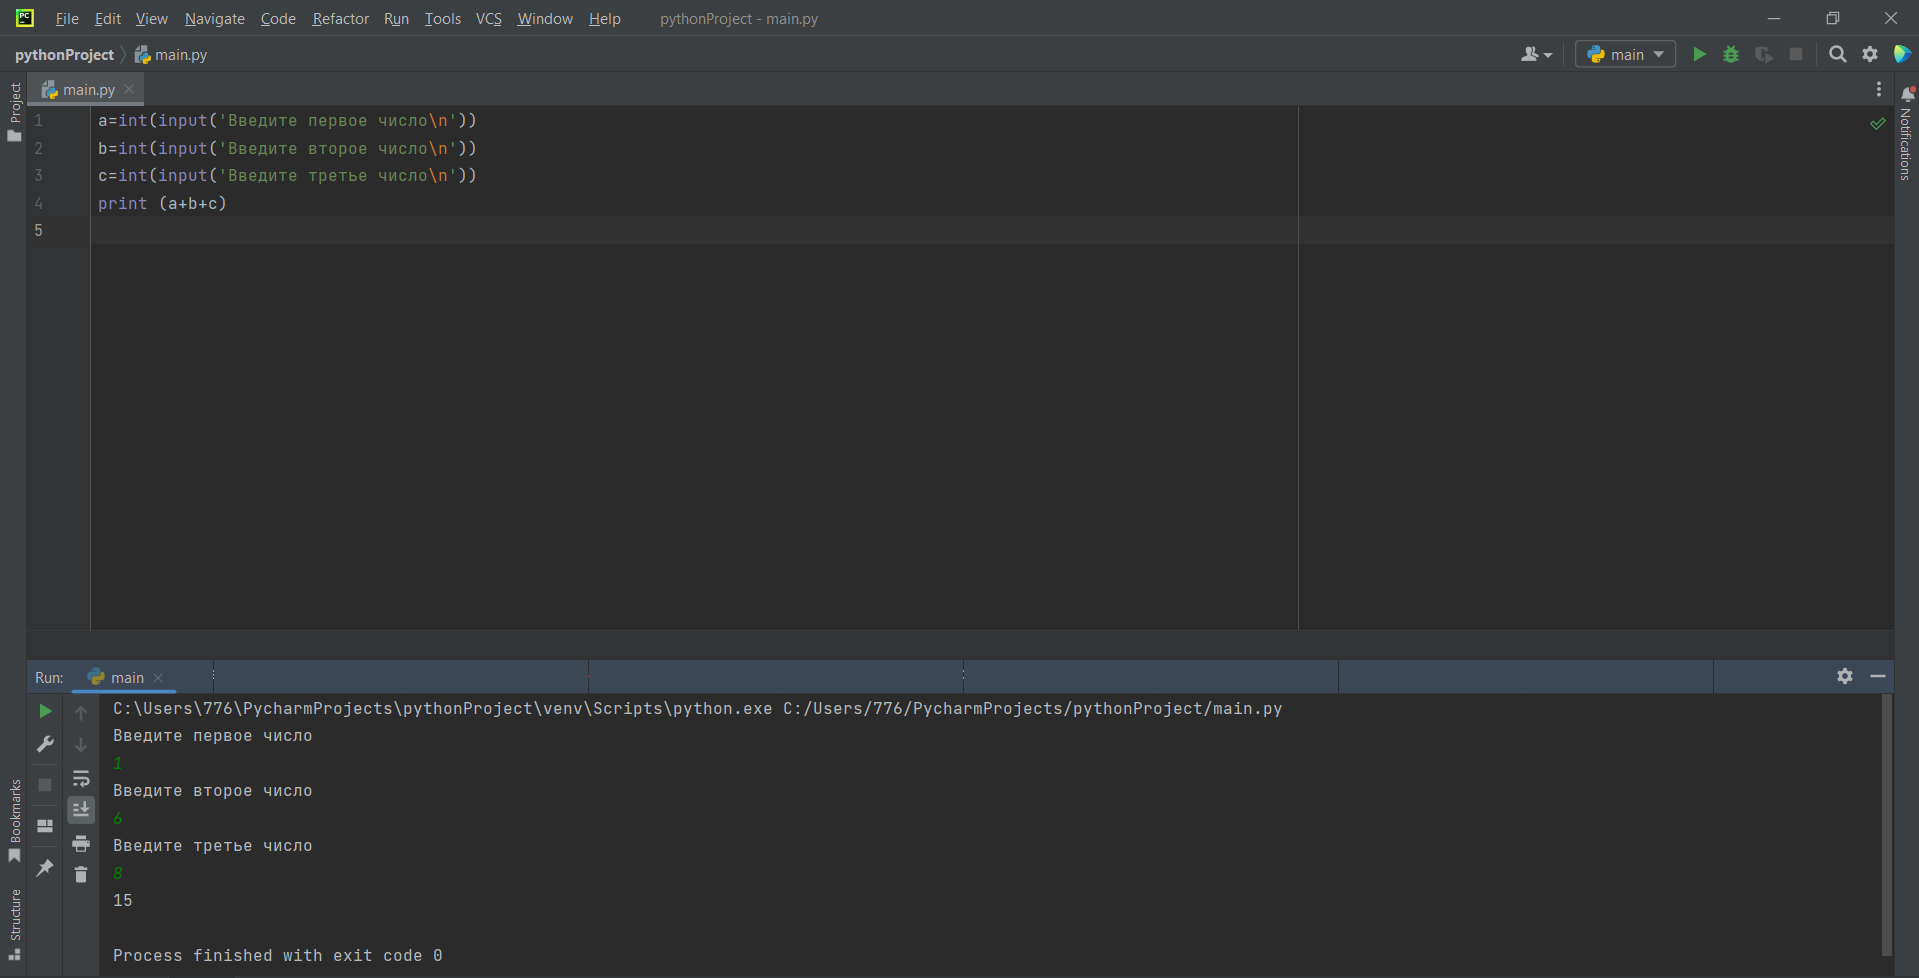 PC
File Edit View Navigate Code Refactor Run Tools VCS Window Help pythonProject - main.py
pythonProject main.py
main
Project
main.py
Notifications
1 a=int(input('Введите первое число\n'))
2 b=int(input('Введите второе число\n'))
3 c=int(input('Введите третье число\n'))
4 print (a+b+c)
5
Run: main
C:\Users\776\PycharmProjects\pythonProject\venv\Scripts\python.exe C:/Users/776/PycharmProjects/pythonProject/main.py
Введите первое число
1
Введите второе число
6
Введите третье число
8
15
Process finished with exit code 0
Bookmarks
Structure